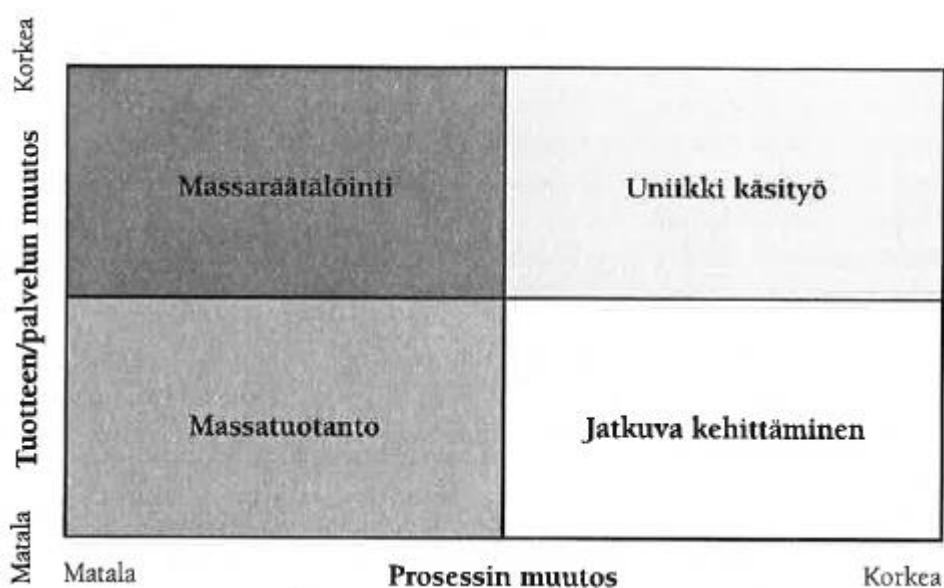 Korkea
Tuotteen/palvelun muutos
Matala
Massaräätälöinti
Uniikki käsityö
Massatuotanto
Jatkuva kehittäminen
Matala
Prosessin muutos
Korkea